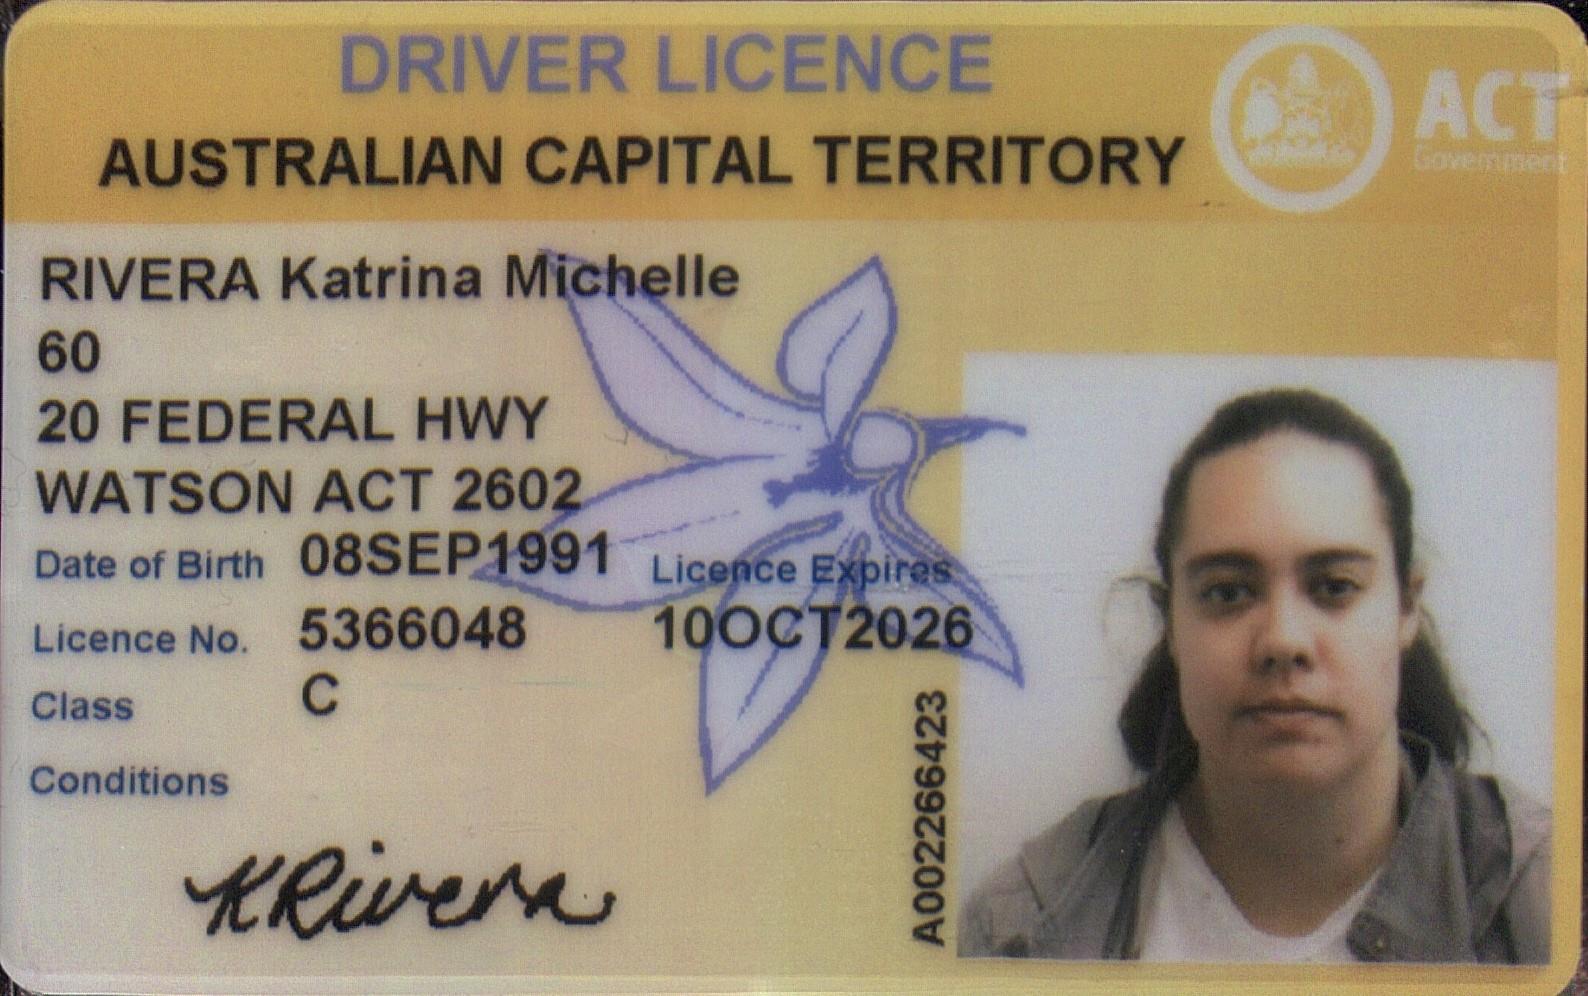 DRIVER LICENCE
AUSTRALIAN CAPITAL TERRITORY
ACT
Government
RIVERA Katrina Michelle
60
20 FEDERAL HWY
WATSON ACT 2602
Date of Birth 08SEP1991 Licence Expires
Licence No. 5366048 10OCT2026
Class C
Conditions
A002266423
KRivera